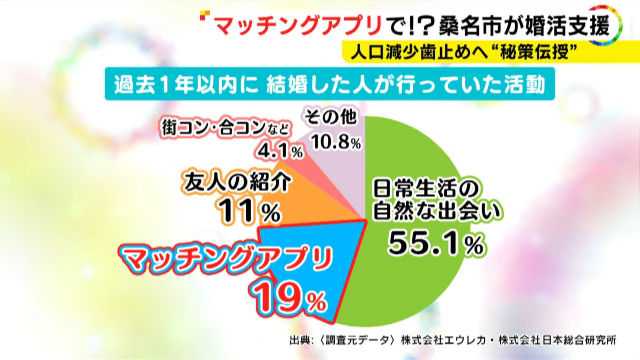 "マッチングアプリで!?桑名市が婚活支援
人口減少歯止めへ"秘策伝授"
過去1年以内に 結婚した人が行っていた活動
その他
10.8%
街コン・合コンなど
4.1%
友人の紹介
11%
日常生活の
自然な出会い
55.1%
マッチングアプリ
19%
出典:〈調査元データ〉株式会社エウレカ・株式会社日本総合研究所